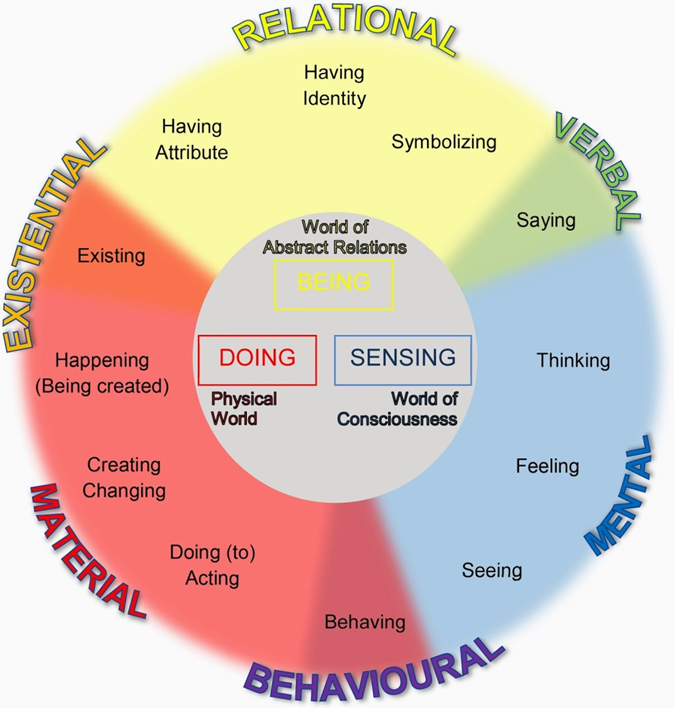 RELATIONAL
Having
Identity
Having
Attribute
Symbolizing
VERBAL
Saying
EXISTENTIAL
Existing
World of
Abstract Relations
BEING
DOING
SENSING
Physical
World
World of
Consciousness
Happening
(Being created)
Thinking
Creating
Changing
Feeling
MENTAL
MATERIAL
Doing (to)
Acting
Seeing
Behaving
BEHAVIOURAL